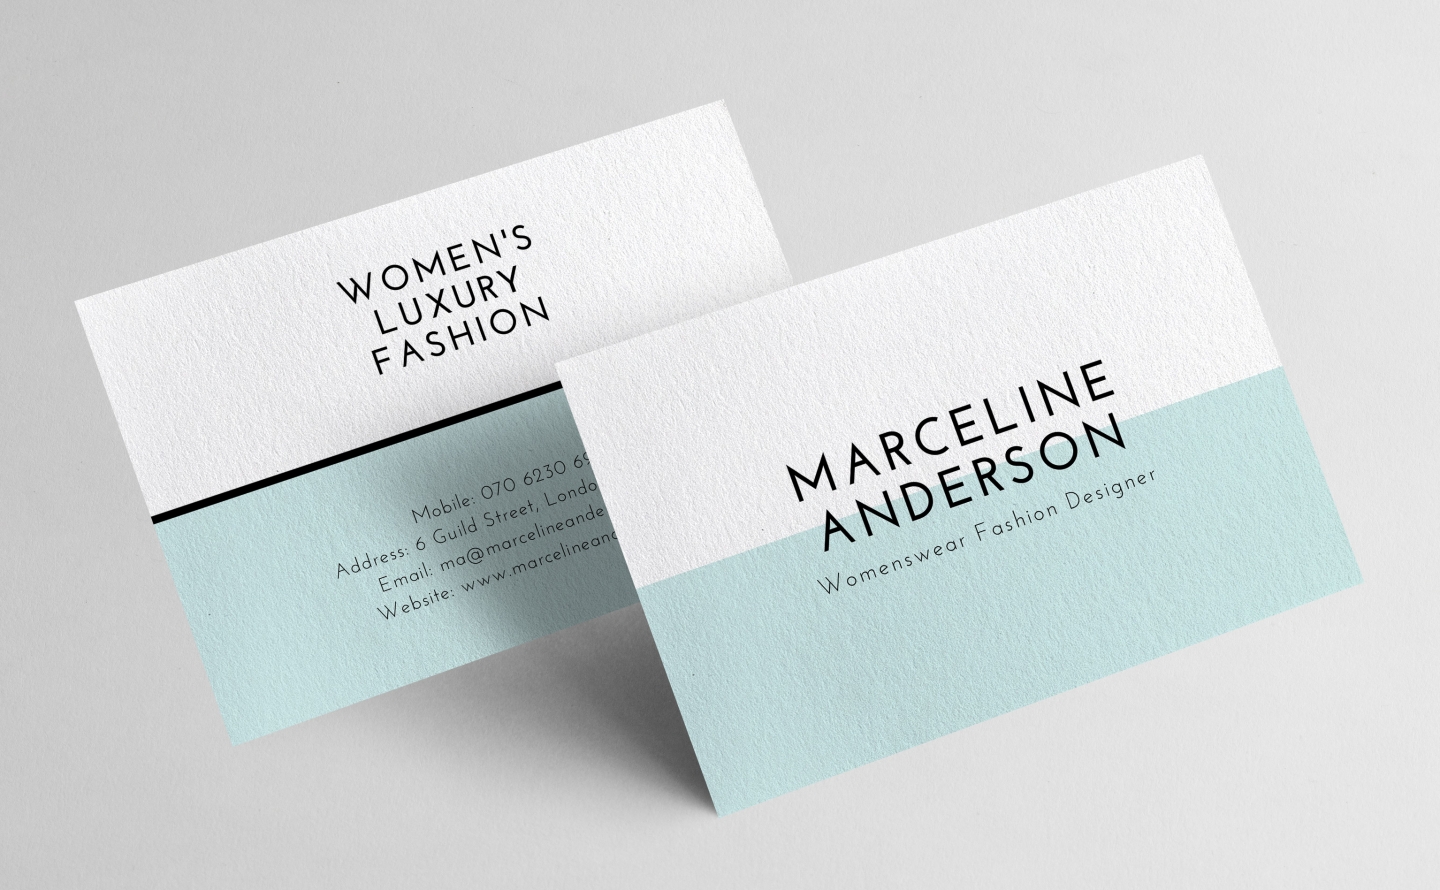 WOMEN'S
LUXURY
FASHION
Mobile: 070 6230
Address: 6 Guild Street,
Email:
Website:
MARCELINE
ANDERSON
Womenswear Fashion Designer